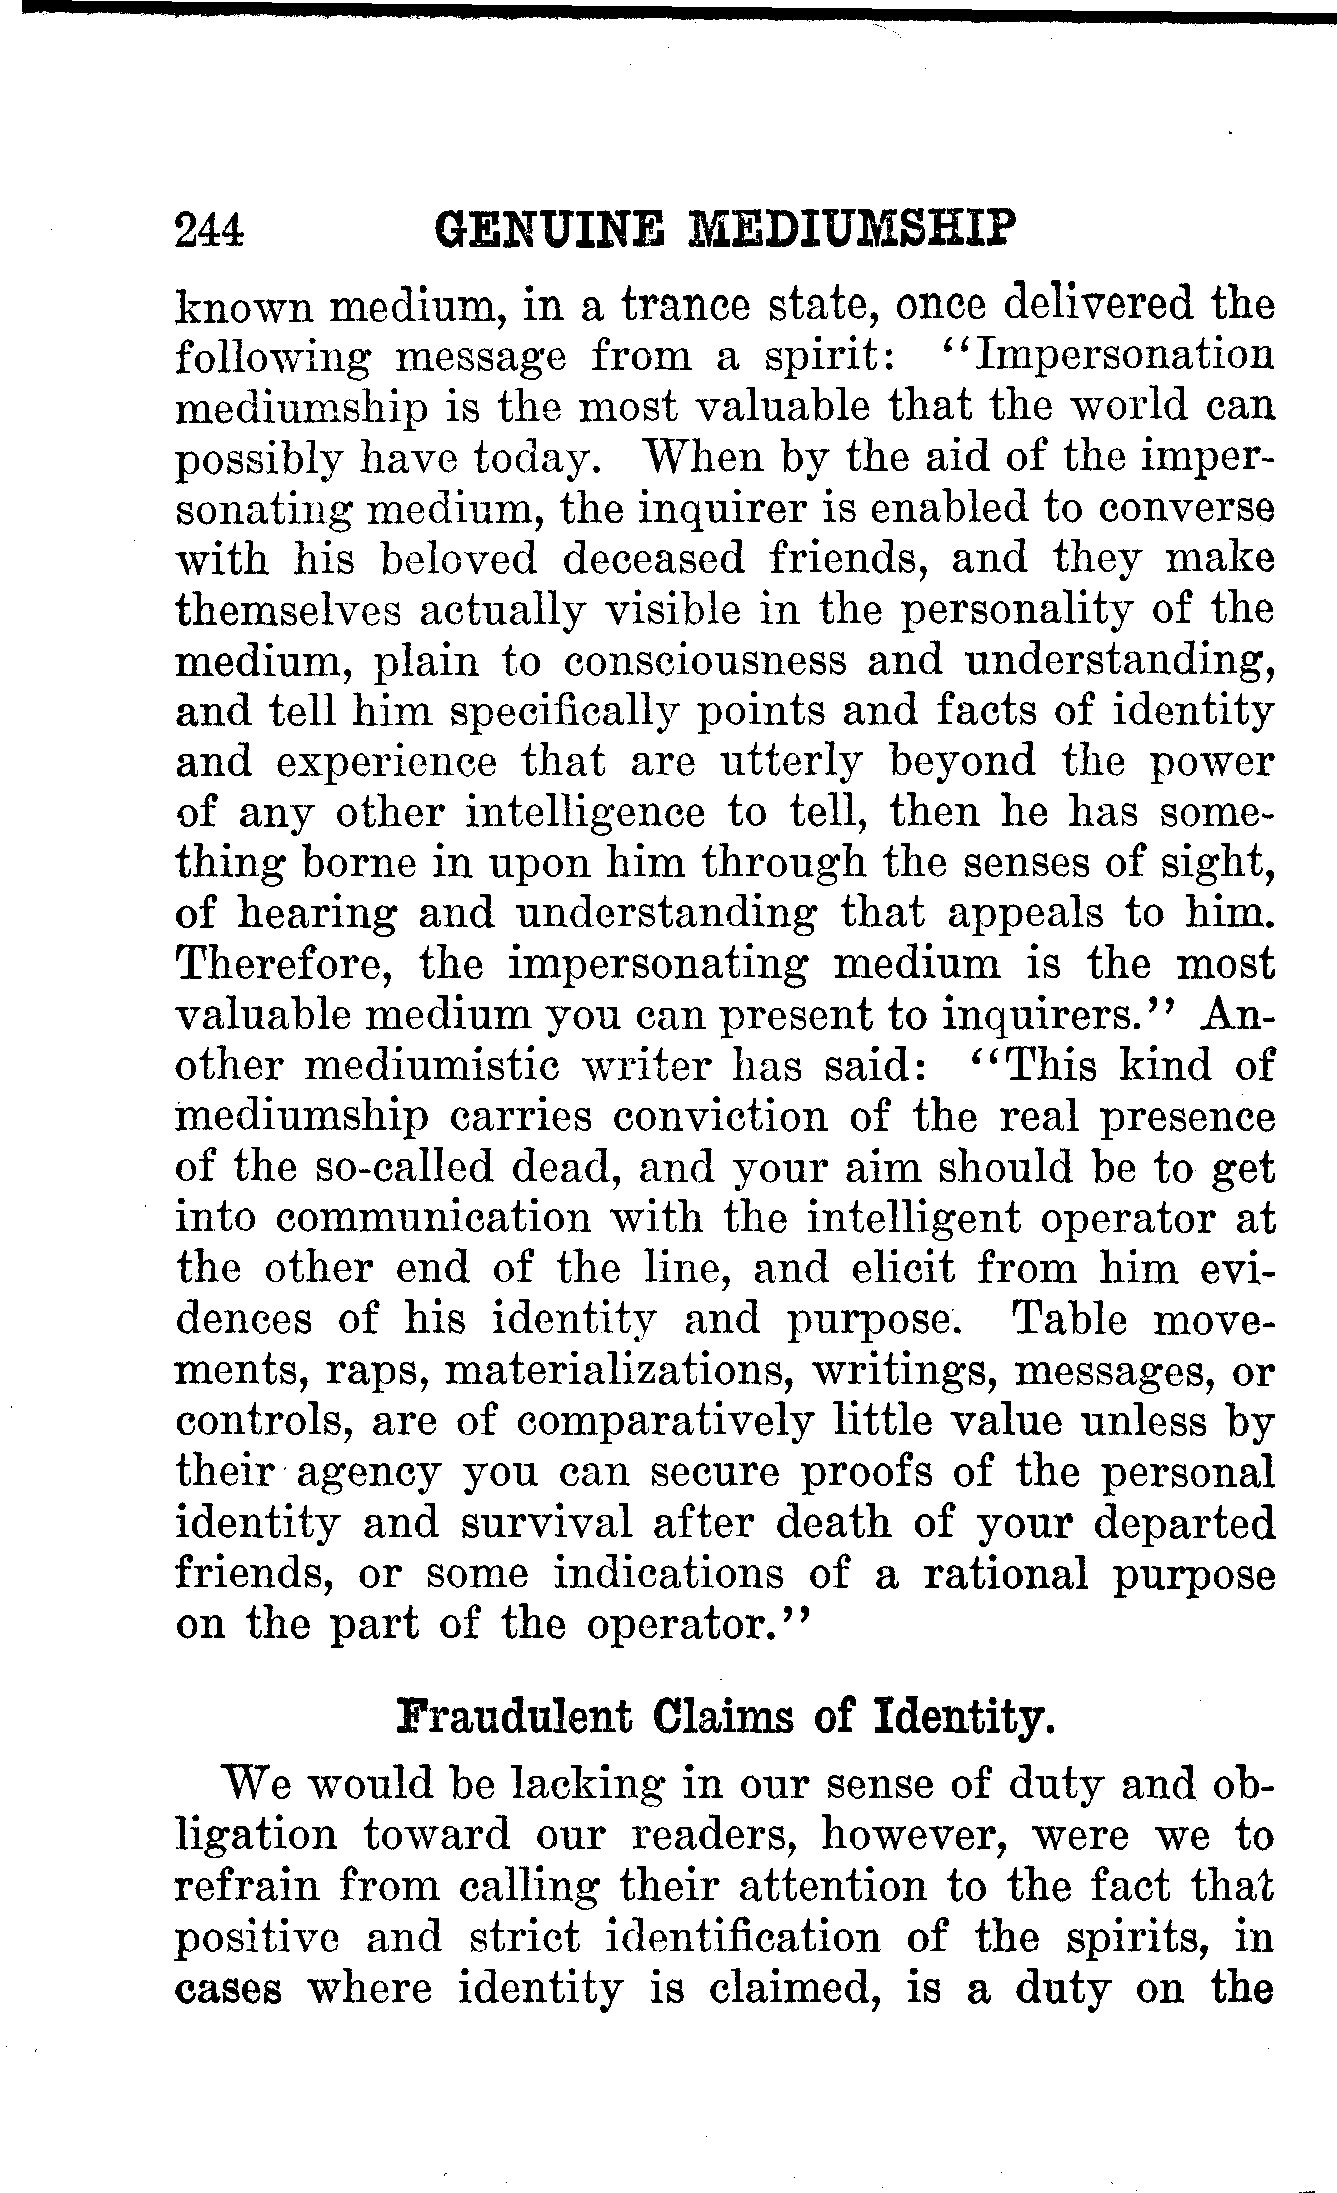 244 GENUINE MEDIUMSHIP
known medium, in a trance state, once delivered the
following message from a spirit: “Impersonation
mediumship is the most valuable that the world can
possibly have today. When by the aid of the imper-
sonating medium, the inquirer is enabled to converse
with his beloved deceased friends, and they make
themselves actually visible in the personality of the
medium, plain to consciousness and understanding,
and tell him specifically points and facts of identity
and experience that are utterly beyond the power
of any other intelligence to tell, then he has some-
thing borne in upon him through the senses of sight,
of hearing and understanding that appeals to him.
Therefore, the impersonating medium is the most
valuable medium you can present to inquirers.” An-
other mediumistic writer has said: “This kind of
mediumship carries conviction of the real presence
of the so-called dead, and your aim should be to get
into communication with the intelligent operator at
the other end of the line, and elicit from him evi-
dences of his identity and purpose. Table move-
ments, raps, materializations, writings, messages, or
controls, are of comparatively little value unless by
their agency you can secure proofs of the personal
identity and survival after death of your departed
friends, or some indications of a rational purpose
on the part of the operator.”
Fraudulent Claims of Identity.
We would be lacking in our sense of duty and ob-
ligation toward our readers, however, were we to
refrain from calling their attention to the fact that
positive and strict identification of the spirits, in
cases where identity is claimed, is a duty on the